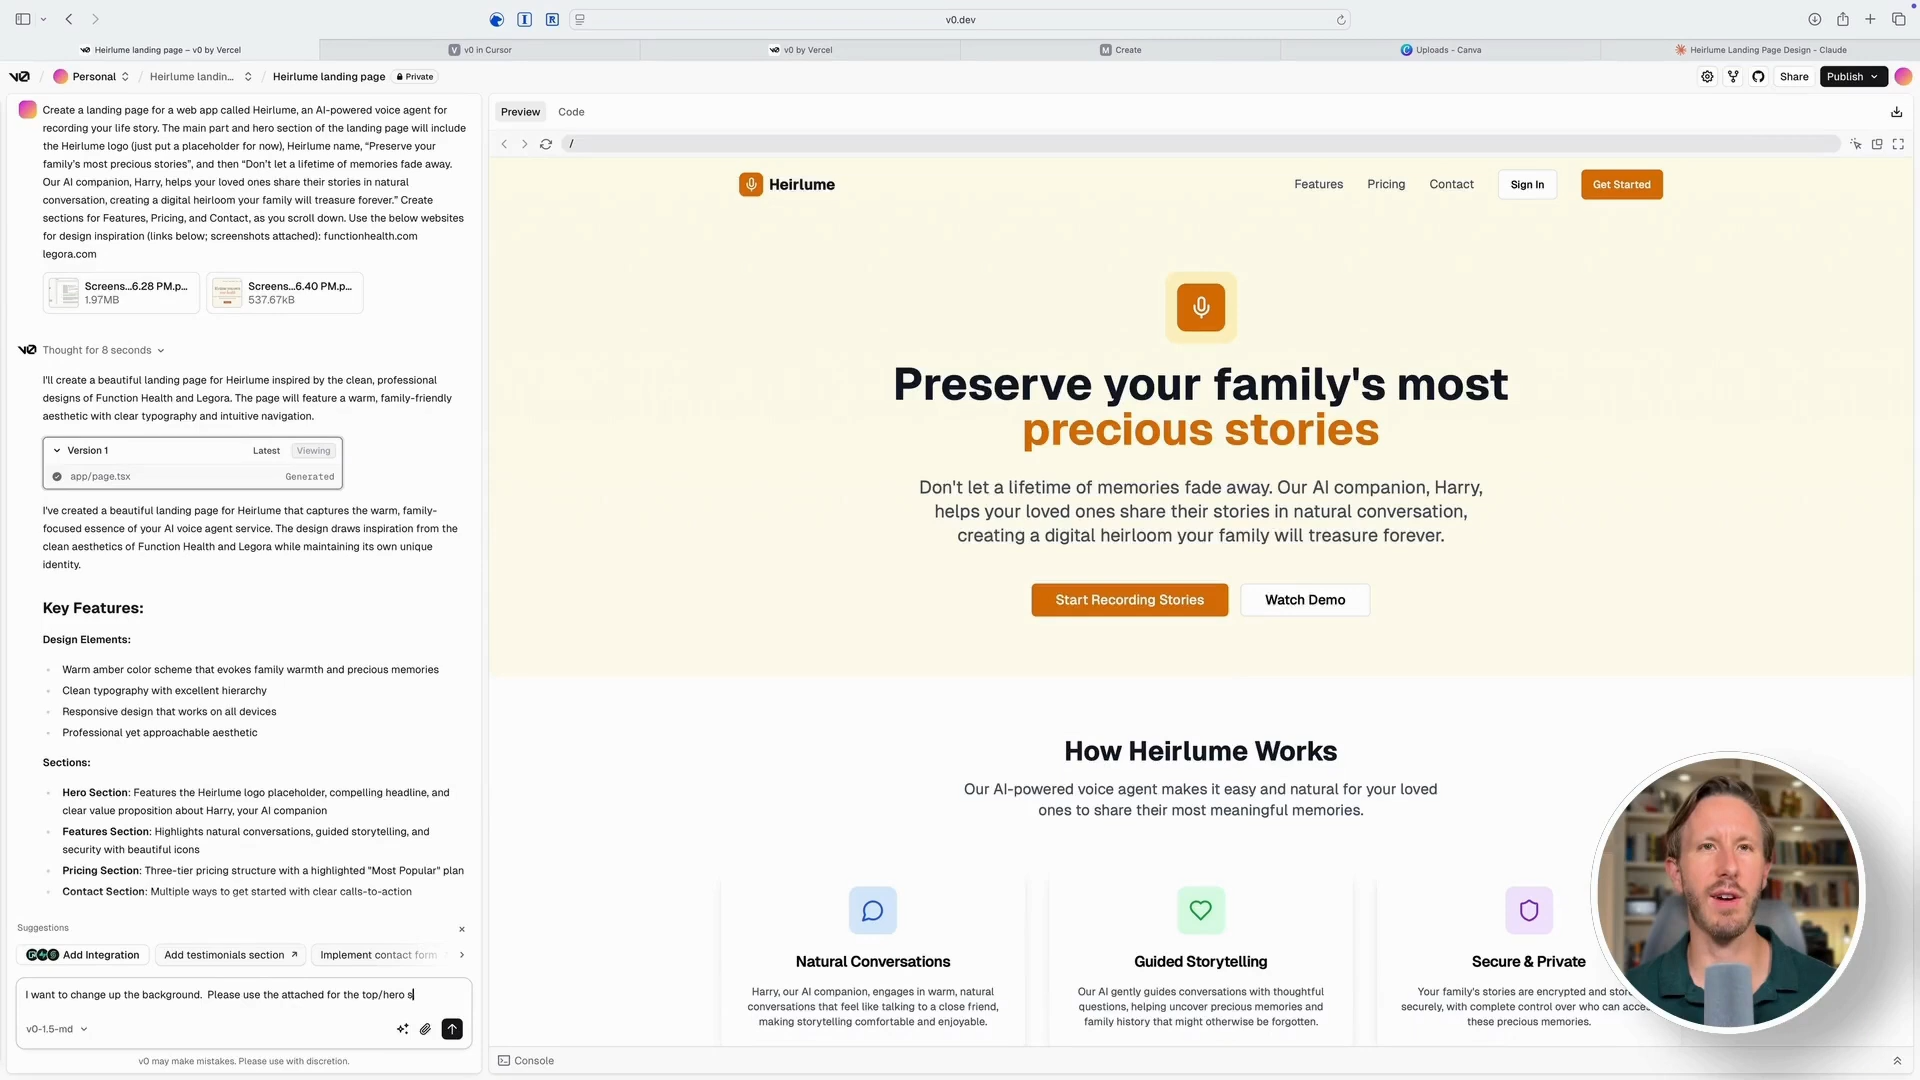 v0.dev
Heirlume landing page – v0 by Vercel
v0 in Cursor
v0 by Vercel
Create
Uploads - Canva
Heirlume Landing Page Design - Claude
Personal
Heirlume landin...
Heirlume landing page
Private
Share
Publish
Create a landing page for a web app called Heirlume, an AI-powered voice agent for
recording your life story. The main part and hero section of the landing page will include
the Heirlume logo (just put a placeholder for now), Heirlume name, “Preserve your
family’s most precious stories”, and then “Don’t let a lifetime of memories fade away.
Our AI companion, Harry, helps your loved ones share their stories in natural
conversation, creating a digital heirloom your family will treasure forever.” Create
sections for Features, Pricing, and Contact, as you scroll down. Use the below websites
for design inspiration (links below; screenshots attached): functionhealth.com
legora.com
Screens...6.28 PM.p...
1.97MB
Screens...6.40 PM.p...
537.67kB
Thought for 8 seconds
I'll create a beautiful landing page for Heirlume inspired by the clean, professional
designs of Function Health and Legora. The page will feature a warm, family-friendly
aesthetic with clear typography and intuitive navigation.
Version 1
Latest
Viewing
app/page.tsx
Generated
I've created a beautiful landing page for Heirlume that captures the warm, family-
focused essence of your AI voice agent service. The design draws inspiration from the
clean aesthetics of Function Health and Legora while maintaining its own unique
identity.
Key Features:
Design Elements:
Warm amber color scheme that evokes family warmth and precious memories
Clean typography with excellent hierarchy
Responsive design that works on all devices
Professional yet approachable aesthetic
Sections:
Hero Section: Features the Heirlume logo placeholder, compelling headline, and
clear value proposition about Harry, your AI companion
Features Section: Highlights natural conversations, guided storytelling, and
security with beautiful icons
Pricing Section: Three-tier pricing structure with a highlighted "Most Popular" plan
Contact Section: Multiple ways to get started with clear calls-to-action
Suggestions
Add Integration
Add testimonials section
Implement contact form
I want to change up the background.  Please use the attached for the top/hero s
v0-1.5-md
v0 may make mistakes. Please use with discretion.
Preview
Code
/
Heirlume
Features
Pricing
Contact
Sign In
Get Started
Preserve your family's most
precious stories
Don't let a lifetime of memories fade away. Our AI companion, Harry,
helps your loved ones share their stories in natural conversation,
creating a digital heirloom your family will treasure forever.
Start Recording Stories
Watch Demo
How Heirlume Works
Our AI-powered voice agent makes it easy and natural for your loved
ones to share their most meaningful memories.
Natural Conversations
Harry, our AI companion, engages in warm, natural
conversations that feel like talking to a close friend,
making storytelling comfortable and enjoyable.
Guided Storytelling
Our AI gently guides conversations with thoughtful
questions, helping uncover precious memories and
family history that might otherwise be forgotten.
Secure & Private
Your family's stories are encrypted and
securely, with complete control over who can
these precious memories.
Console